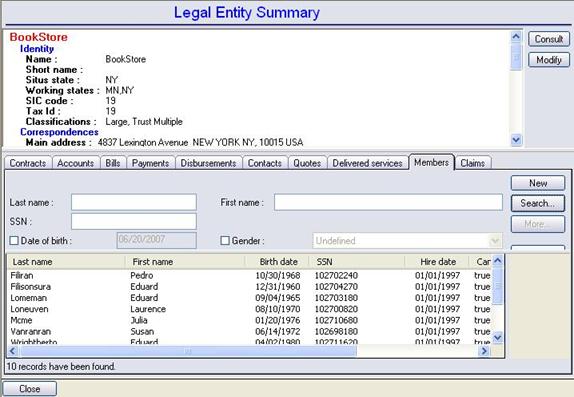 Legal Entity Summary
BookStore
Consult
Identity
Name : BookStore
Modify
Short name :
Situs state : NY
Working states : MN,NY
SIC code : 19
Tax Id : 19
Classifications : Large, Trust Multiple
Correspondences
Main address : 4837 Lexington Avenue NEW YORK NY, 10015 USA
Contracts Accounts Bills Payments Disbursements Contacts Quotes Delivered services Members Claims
New
Last name : First name : Search...
SSN : More...
Date of birth : 06/20/2007 Gender : Undefined
Last name First name Birth date SSN Hire date Car
Filiran Pedro 10/30/1968 102702240 01/01/1997 true
Filisonsura Eduard 12/31/1960 102704270 01/01/1997 true
Lomeman Eduard 09/04/1965 102703180 01/01/1997 true
Loneuven Laurence 08/10/1970 102700820 01/01/1997 true
Mcme Julia 01/20/1976 102710680 01/01/1997 true
Vanranran Susan 06/14/1972 102698180 01/01/1997 true
Wrightherto Eduard 04/02/1980 102711620 01/01/1997 true
10 records have been found.
Close